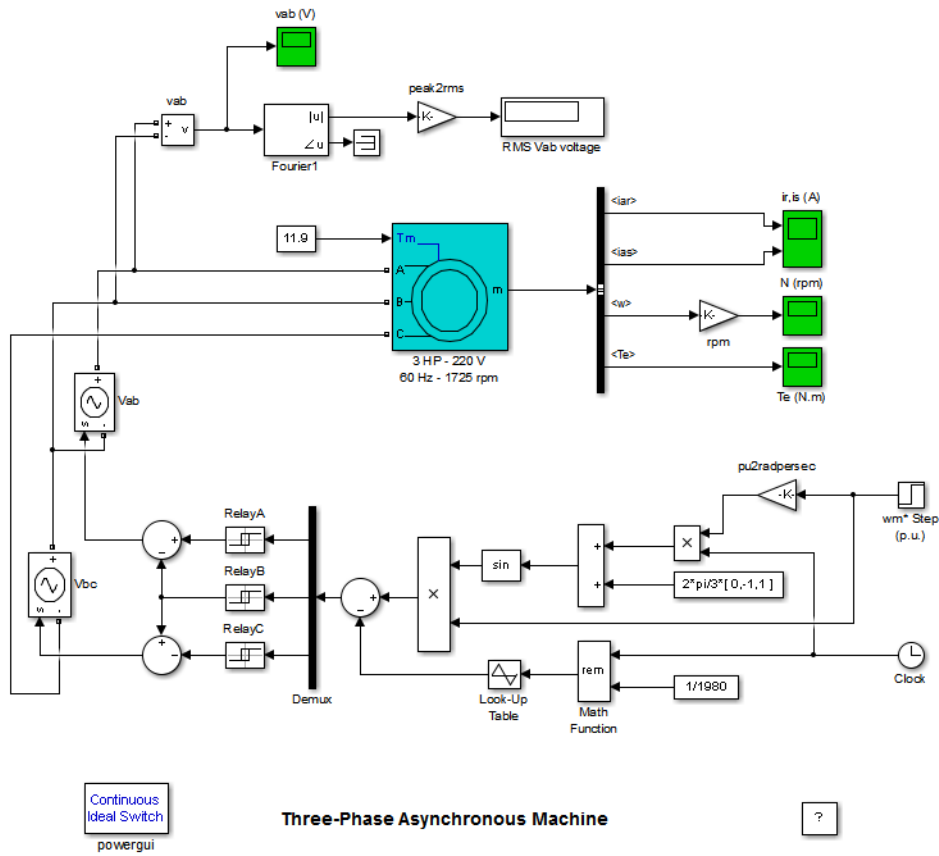 vab (V)
vab
+
-
v
|u|
∠u
Fourier1
peak2rms
-K-
RMS Vab voltage
11.9
Tm
A
B
C
m
3 HP - 220 V
60 Hz - 1725 rpm
<iar>
<ias>
<w>
<Te>
ir,is (A)
N (rpm)
-K-
rpm
Te (N.m)
+
s
-
Vab
+
s
-
Vbc
RelayA
RelayB
RelayC
+
−
+
−
Demux
+
−
×
sin
+
+
×
pu2radpersec
-K-
wm* Step
(p.u.)
2*pi/3*[ 0,-1,1 ]
Look-Up
Table
rem
Math
Function
1/1980
Clock
Continuous
Ideal Switch
powergui
Three-Phase Asynchronous Machine
?